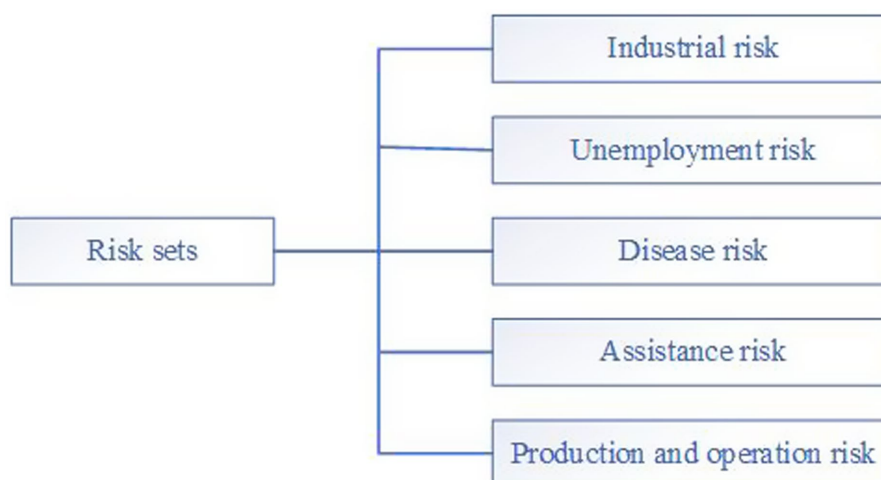 Industrial risk
Unemployment risk
Risk sets
Disease risk
Assistance risk
Production and operation risk